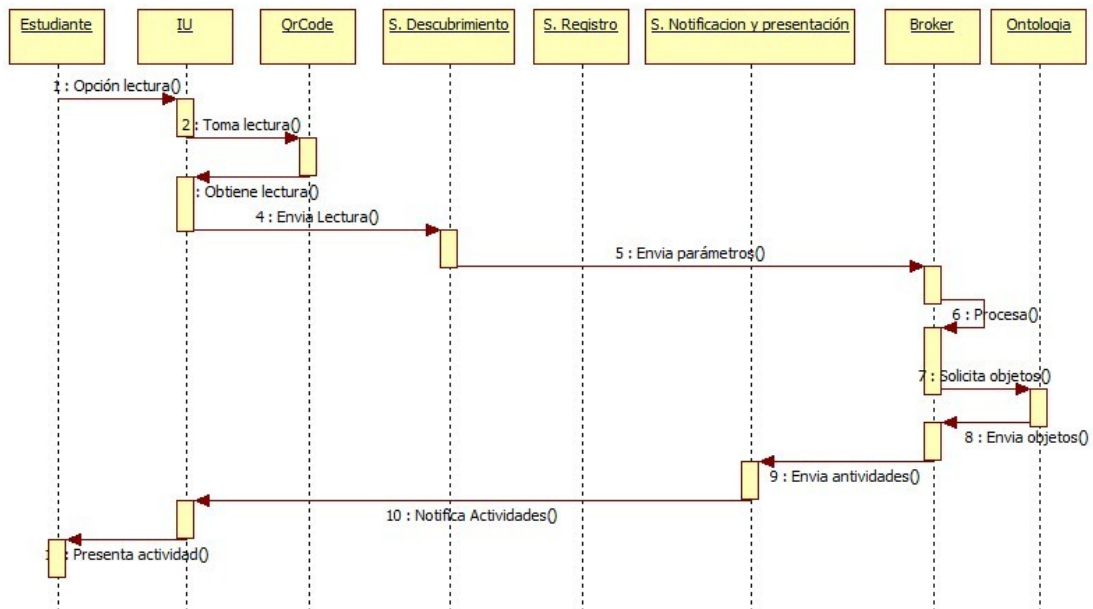 Estudiante
IU
QrCode
S. Descubrimiento
S. Registro
S. Notificacion y presentación
Broker
Ontologia
1 : Opción lectura()
2 : Toma lectura()
: Obtiene lectura()
4 : Envia Lectura()
5 : Envia parámetros()
6 : Procesa()
7 : Solicita objetos()
8 : Envia objetos()
9 : Envia antividades()
10 : Notifica Actividades()
: Presenta actividad()